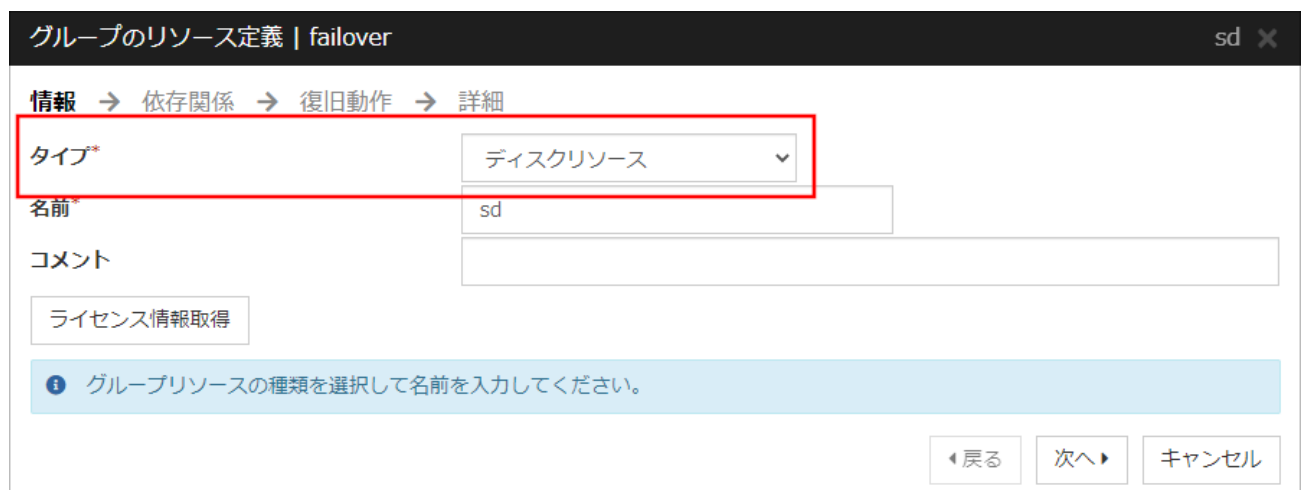 グループのリソース定義 | failover sd ✖
情報 → 依存関係 → 復旧動作 → 詳細
タイプ* ディスクリソース
名前* sd
コメント
ライセンス情報取得
グループリソースの種類を選択して名前を入力してください。
戻る 次へ キャンセル